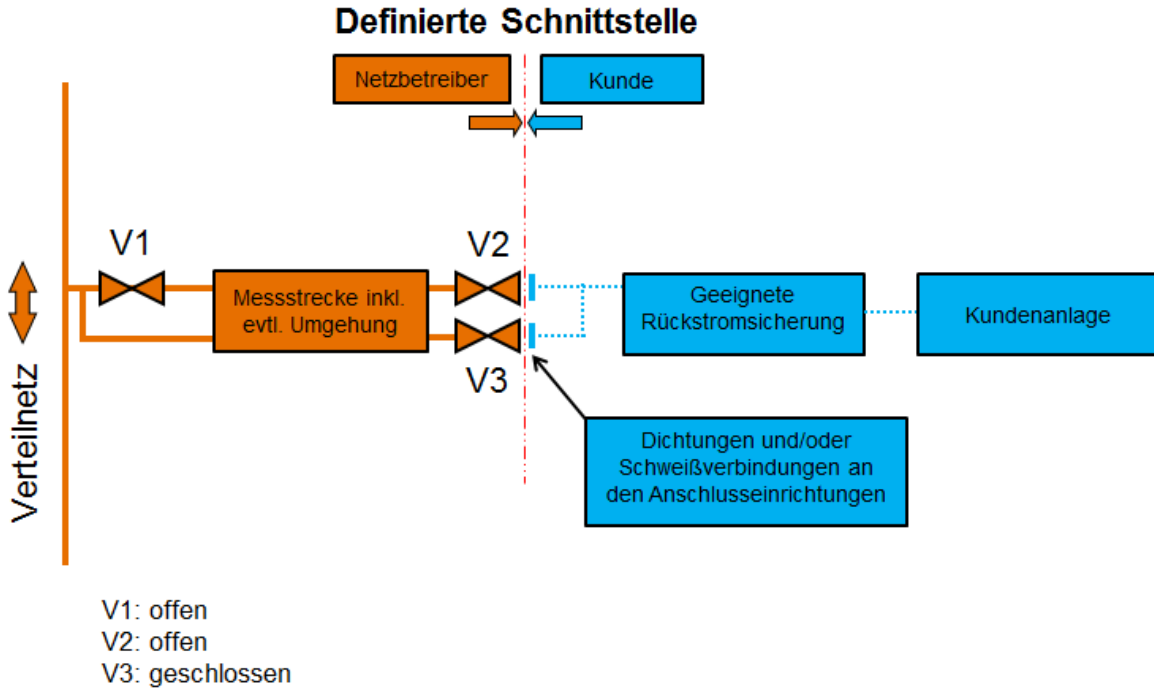 Definierte Schnittstelle
Netzbetreiber
Kunde
V1
V2
Messstrecke inkl.
evtl. Umgehung
Geeignete
Rückstromsicherung
Kundenanlage
V3
Verteilnetz
Dichtungen und/oder
Schweißverbindungen an
den Anschlusseinrichtungen
V1: offen
V2: offen
V3: geschlossen